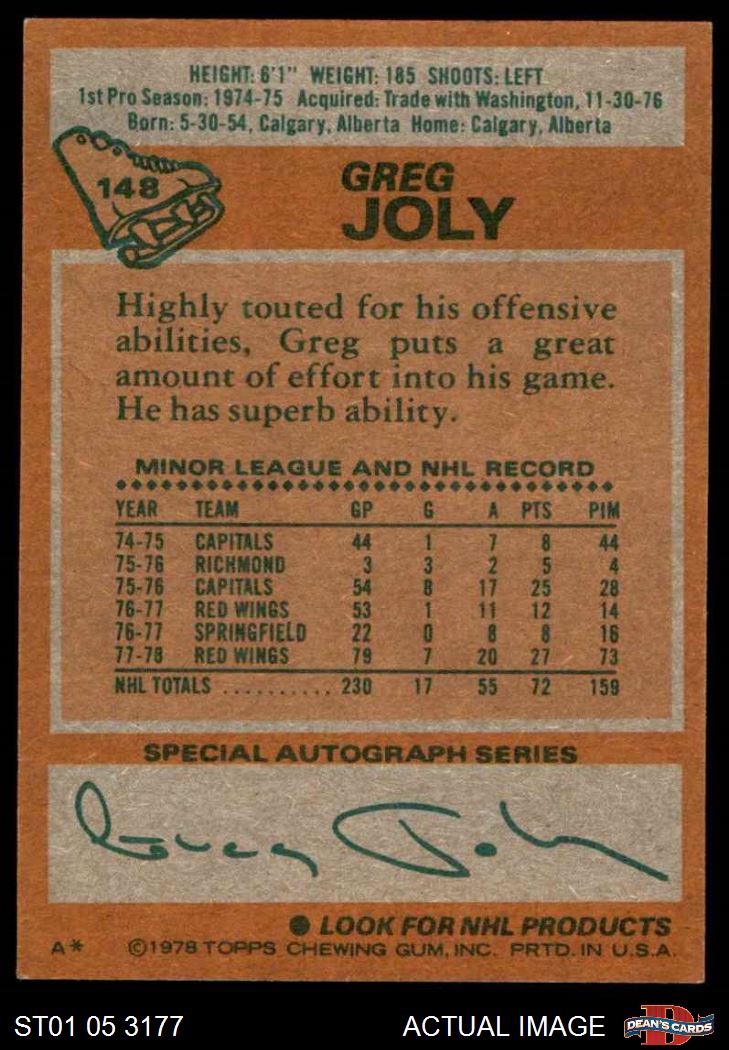 HEIGHT: 6'1" WEIGHT: 185 SHOOTS: LEFT
1st Pro Season: 1974-75 Acquired: Trade with Washington, 11-30-76
Born: 5-30-54, Calgary, Alberta Home: Calgary, Alberta
148
GREG
JOLY
Highly touted for his offensive
abilities, Greg puts a great
amount of effort into his game.
He has superb ability.
MINOR LEAGUE AND NHL RECORD
YEAR TEAM GP G A PTS PIM
74-75 CAPITALS 44 1 7 8 44
75-76 RICHMOND 3 3 2 5 4
75-76 CAPITALS 54 8 17 25 28
76-77 RED WINGS 53 1 11 12 14
76-77 SPRINGFIELD 22 0 8 8 16
77-78 RED WINGS 79 7 20 27 73
NHL TOTALS .......... 230 17 55 72 159
SPECIAL AUTOGRAPH SERIES
Greg Joly
● LOOK FOR NHL PRODUCTS
A* ©1978 TOPPS CHEWING GUM, INC. PRTD. IN U.S.A.
ST01 05 3177 ACTUAL IMAGE D DEAN'S CARDS